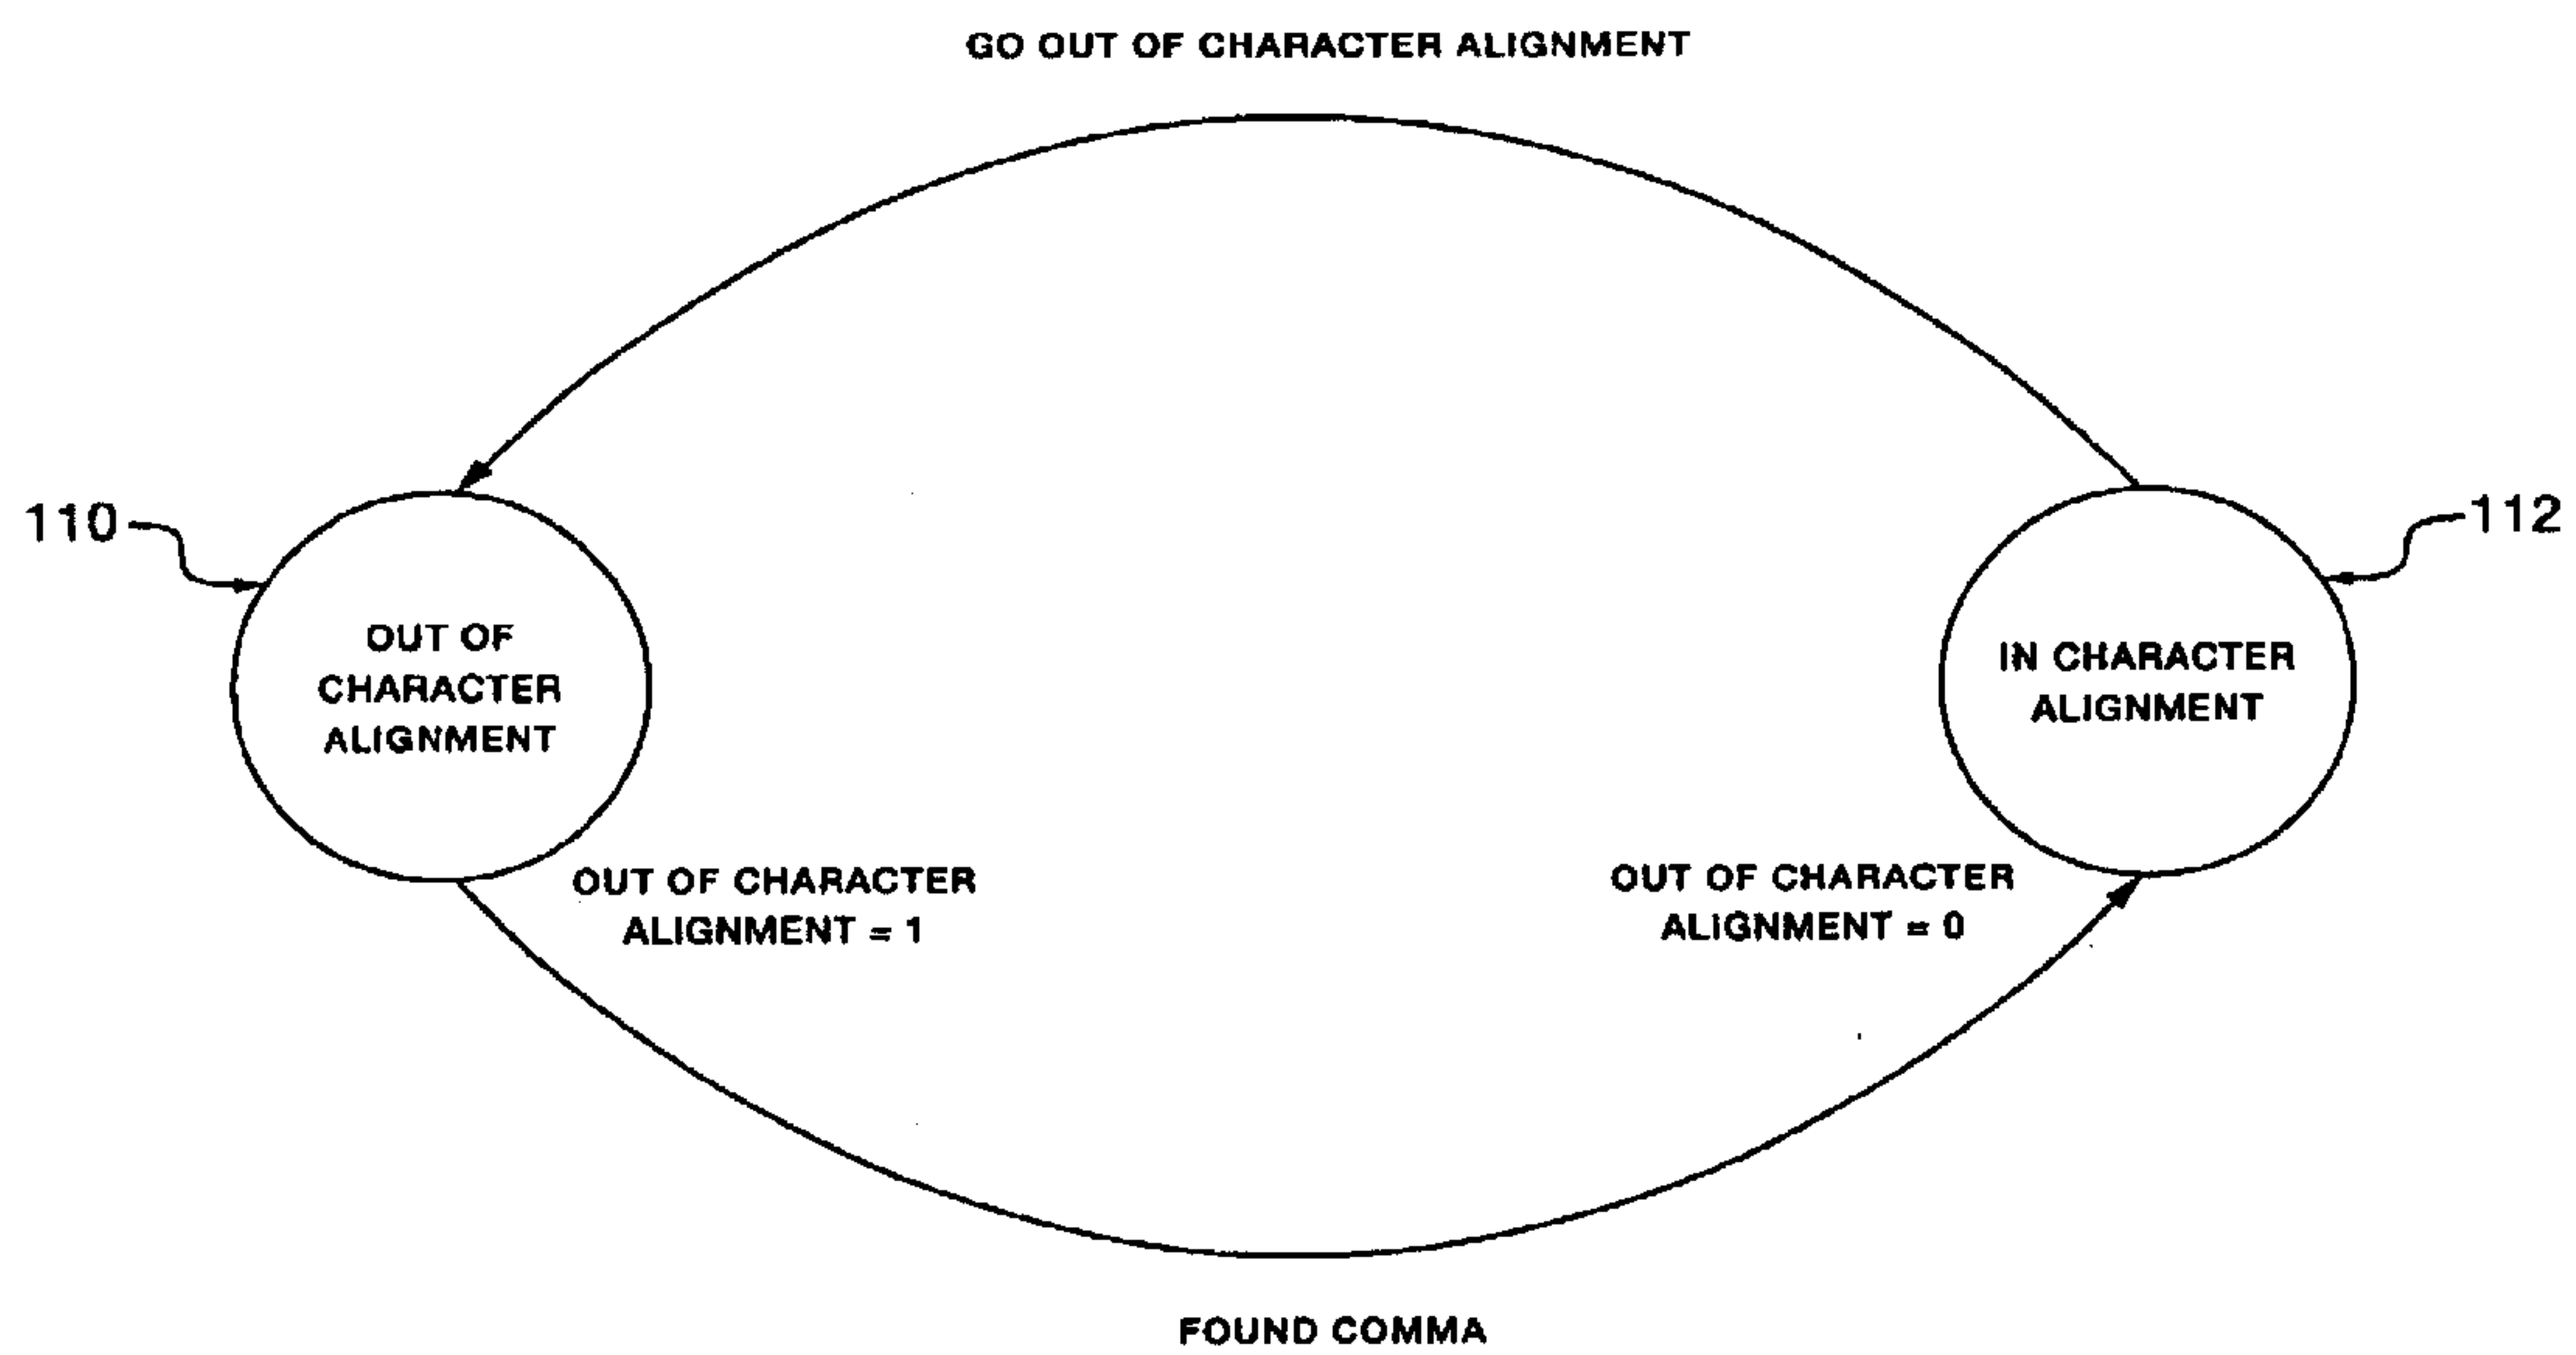 GO OUT OF CHARACTER ALIGNMENT
110
112
OUT OF
CHARACTER
ALIGNMENT
IN CHARACTER
ALIGNMENT
OUT OF CHARACTER
ALIGNMENT = 1
OUT OF CHARACTER
ALIGNMENT = 0
FOUND COMMA